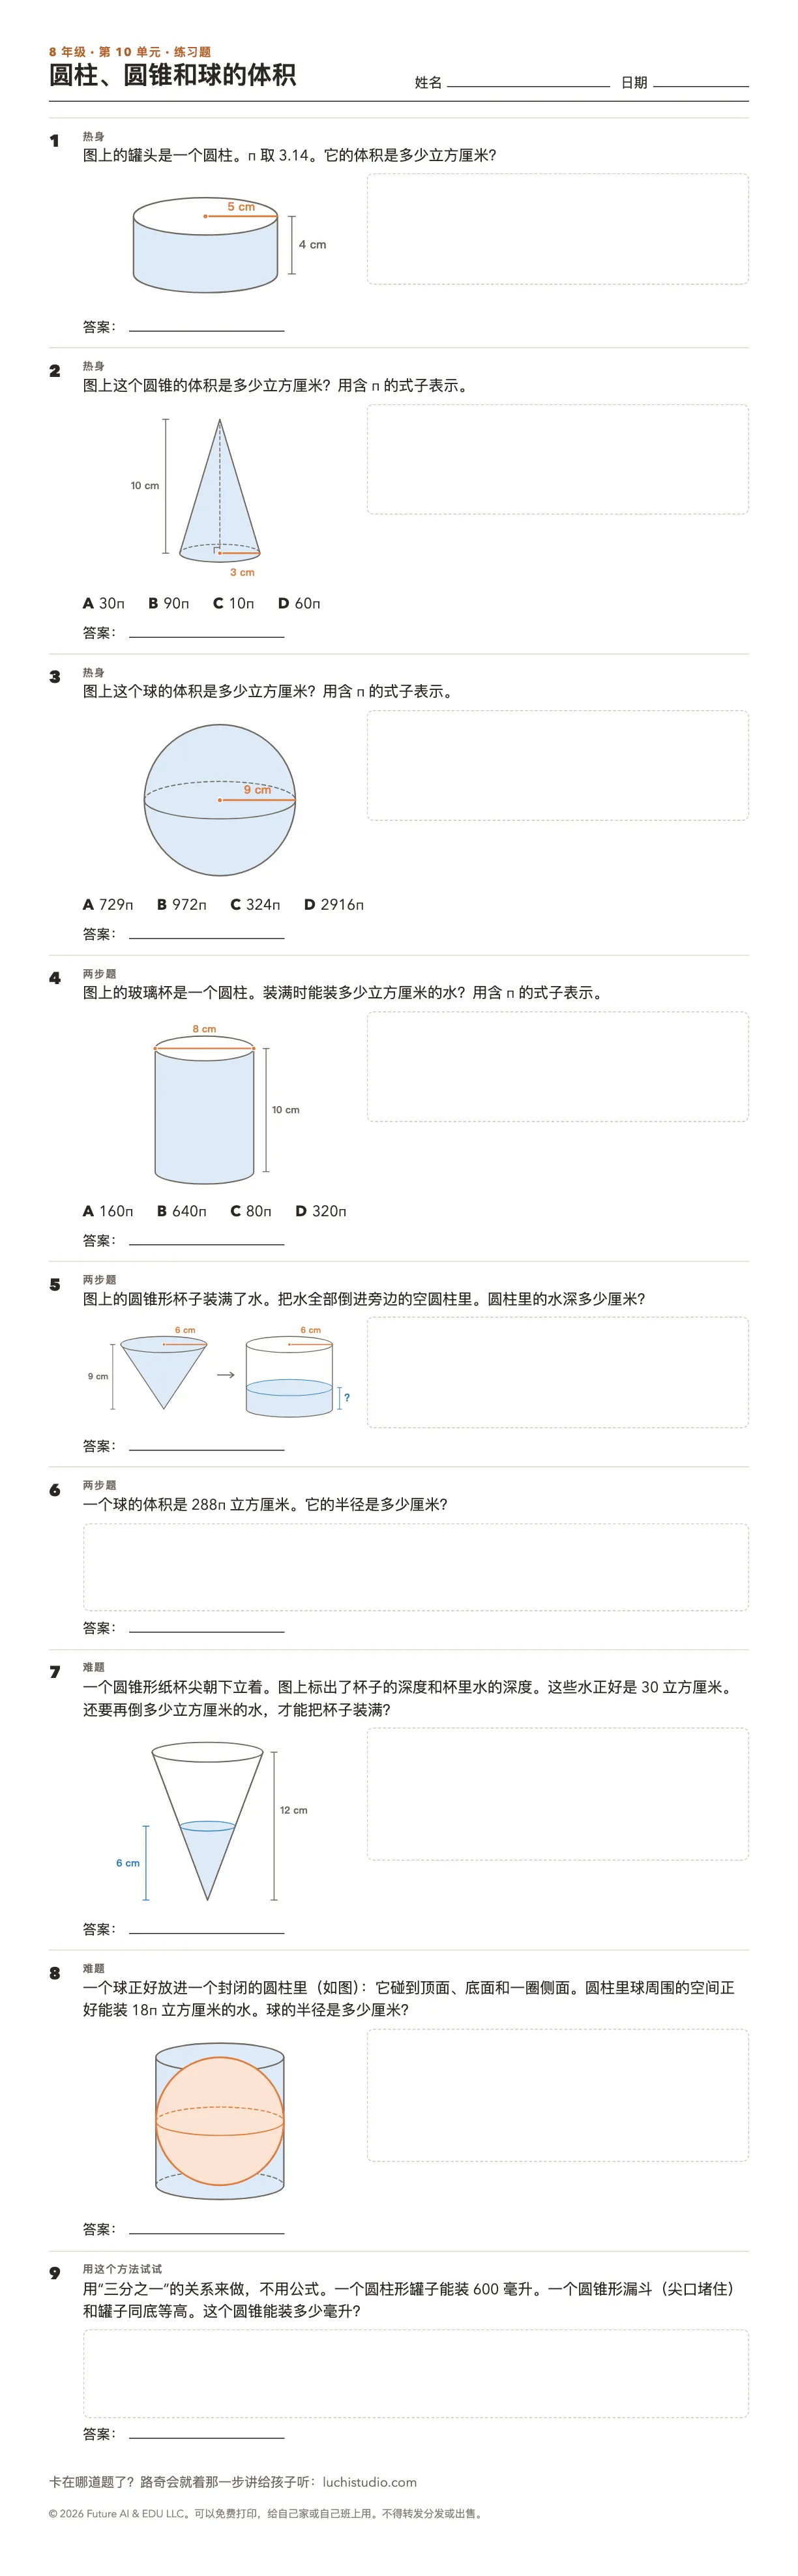 8 年级 · 第 10 单元 · 练习题
圆柱、圆锥和球的体积
姓名 日期
1
热身
图上的罐头是一个圆柱。π 取 3.14。它的体积是多少立方厘米？
5 cm
4 cm
答案：
2
热身
图上这个圆锥的体积是多少立方厘米？用含 π 的式子表示。
10 cm
3 cm
A 30π B 90π C 10π D 60π
答案：
3
热身
图上这个球的体积是多少立方厘米？用含 π 的式子表示。
9 cm
A 729π B 972π C 324π D 2916π
答案：
4
两步题
图上的玻璃杯是一个圆柱。装满时能装多少立方厘米的水？用含 π 的式子表示。
8 cm
10 cm
A 160π B 640π C 80π D 320π
答案：
5
两步题
图上的圆锥形杯子装满了水。把水全部倒进旁边的空圆柱里。圆柱里的水深多少厘米？
6 cm 6 cm
9 cm
?
答案：
6
两步题
一个球的体积是 288π 立方厘米。它的半径是多少厘米？
答案：
7
难题
一个圆锥形纸杯尖朝下立着。图上标出了杯子的深度和杯里水的深度。这些水正好是 30 立方厘米。
还要再倒多少立方厘米的水，才能把杯子装满？
12 cm
6 cm
答案：
8
难题
一个球正好放进一个封闭的圆柱里（如图）：它碰到顶面、底面和一圈侧面。圆柱里球周围的空间正
好能装 18π 立方厘米的水。球的半径是多少厘米？
答案：
9
用这个方法试试
用“三分之一”的关系来做，不用公式。一个圆柱形罐子能装 600 毫升。一个圆锥形漏斗（尖口堵住）
和罐子同底等高。这个圆锥能装多少毫升？
答案：
卡在哪道题了？路奇会就着那一步讲给孩子听：luchistudio.com
© 2026 Future AI & EDU LLC。可以免费打印，给自己家或自己班上用。不得转发分发或出售。